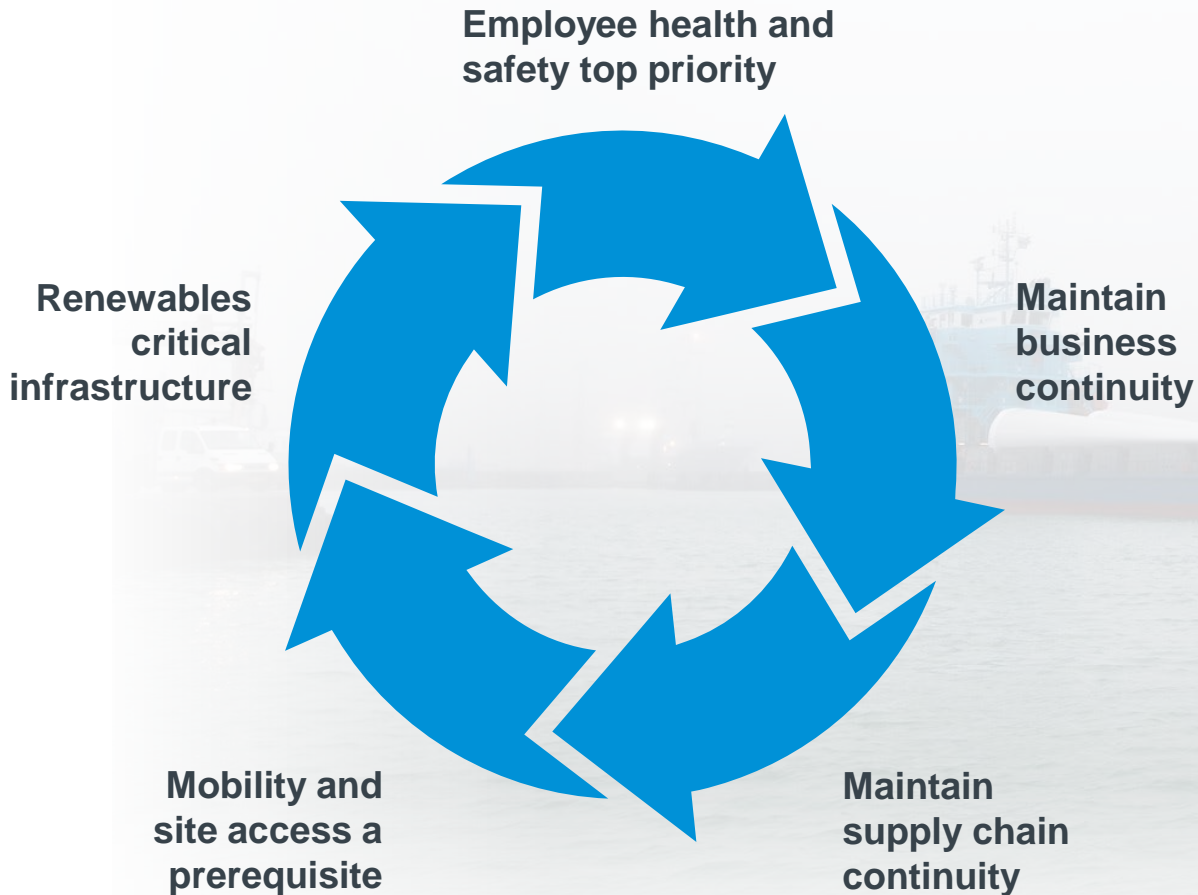 Employee health and
safety top priority
Maintain
business
continuity
Maintain
supply chain
continuity
Mobility and
site access a
prerequisite
Renewables
critical
infrastructure